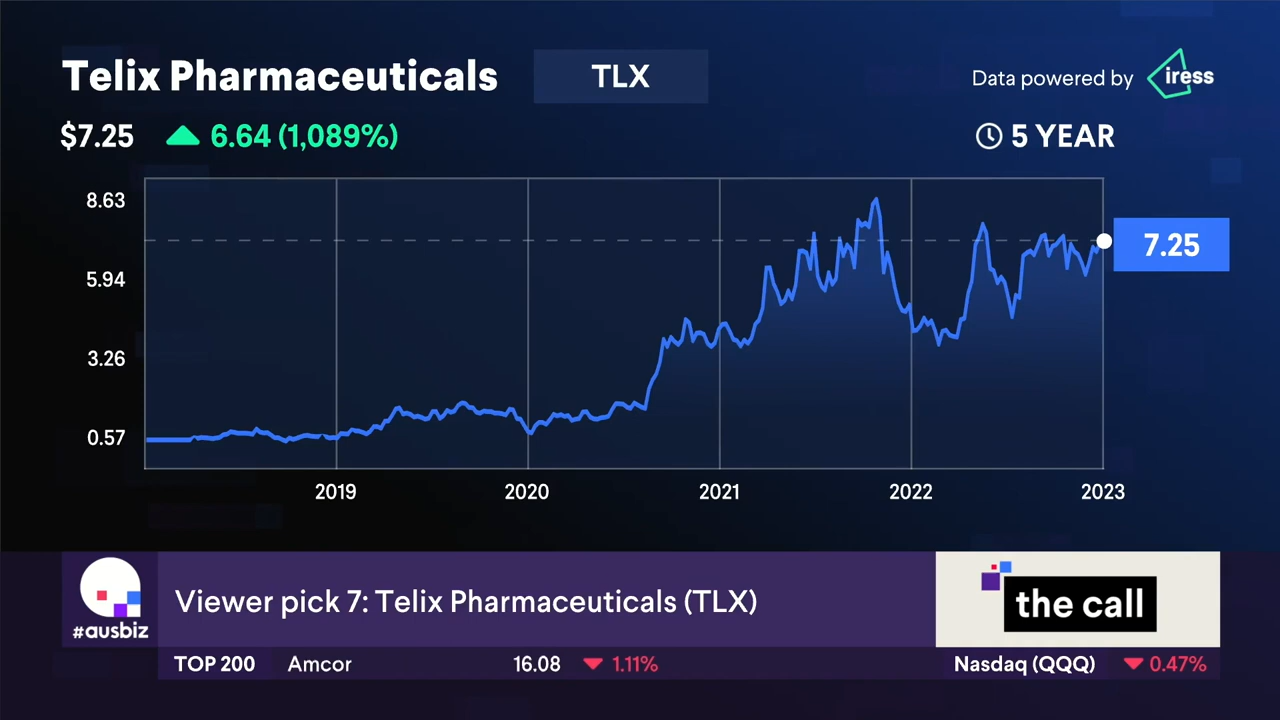 Telix Pharmaceuticals TLX Data powered by iress
$7.25 6.64 (1,089%) 5 YEAR
8.63
7.25
5.94
3.26
0.57
2019 2020 2021 2022 2023
Viewer pick 7: Telix Pharmaceuticals (TLX) the call
#ausbiz
TOP 200 Amcor 16.08 1.11% Nasdaq (QQQ) 0.47%